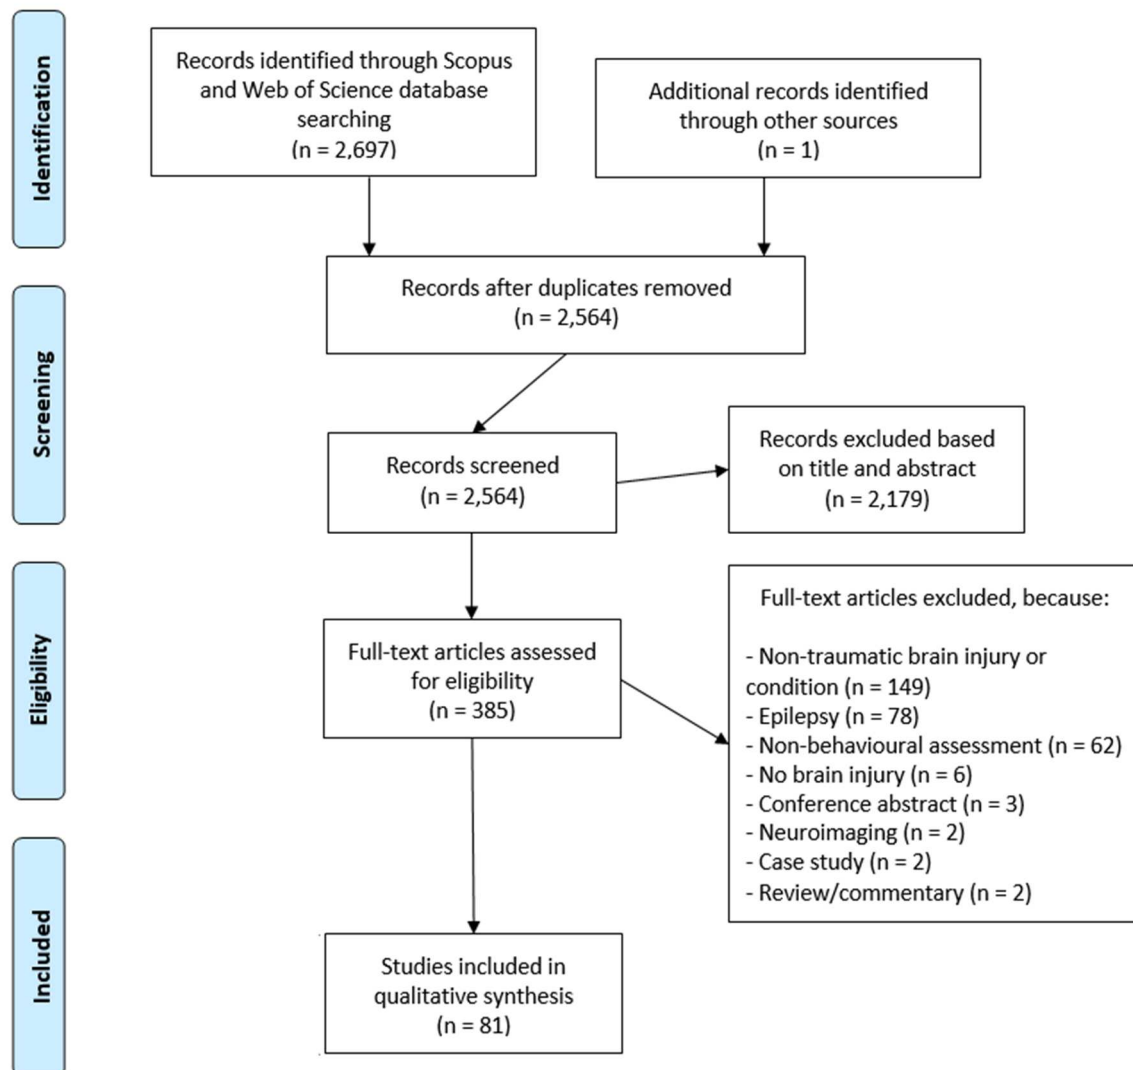 Identification
Records identified through Scopus
and Web of Science database
searching
(n = 2,697)
Additional records identified
through other sources
(n = 1)
Records after duplicates removed
(n = 2,564)
Screening
Records screened
(n = 2,564)
Records excluded based
on title and abstract
(n = 2,179)
Eligibility
Full-text articles assessed
for eligibility
(n = 385)
Full-text articles excluded, because:
- Non-traumatic brain injury or
condition (n = 149)
- Epilepsy (n = 78)
- Non-behavioural assessment (n = 62)
- No brain injury (n = 6)
- Conference abstract (n = 3)
- Neuroimaging (n = 2)
- Case study (n = 2)
- Review/commentary (n = 2)
Included
Studies included in
qualitative synthesis
(n = 81)